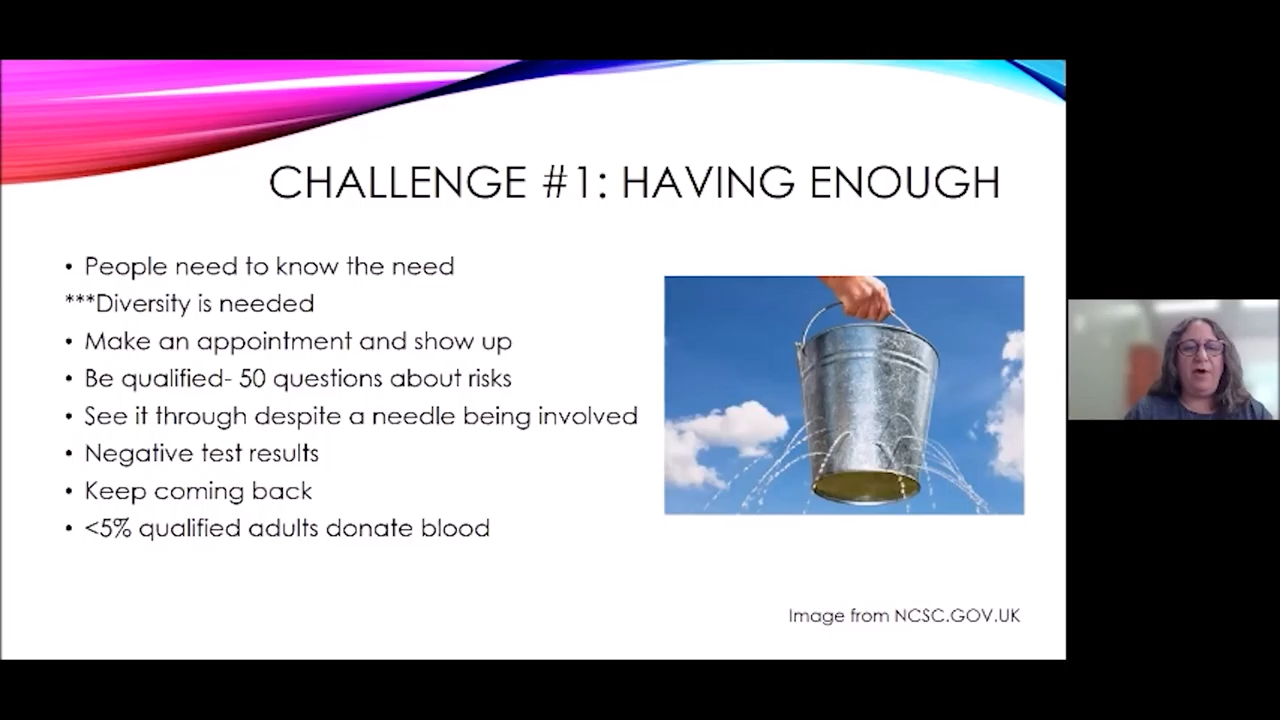 CHALLENGE #1: HAVING ENOUGH
• People need to know the need
***Diversity is needed
• Make an appointment and show up
• Be qualified- 50 questions about risks
• See it through despite a needle being involved
• Negative test results
• Keep coming back
• <5% qualified adults donate blood
Image from NCSC.GOV.UK